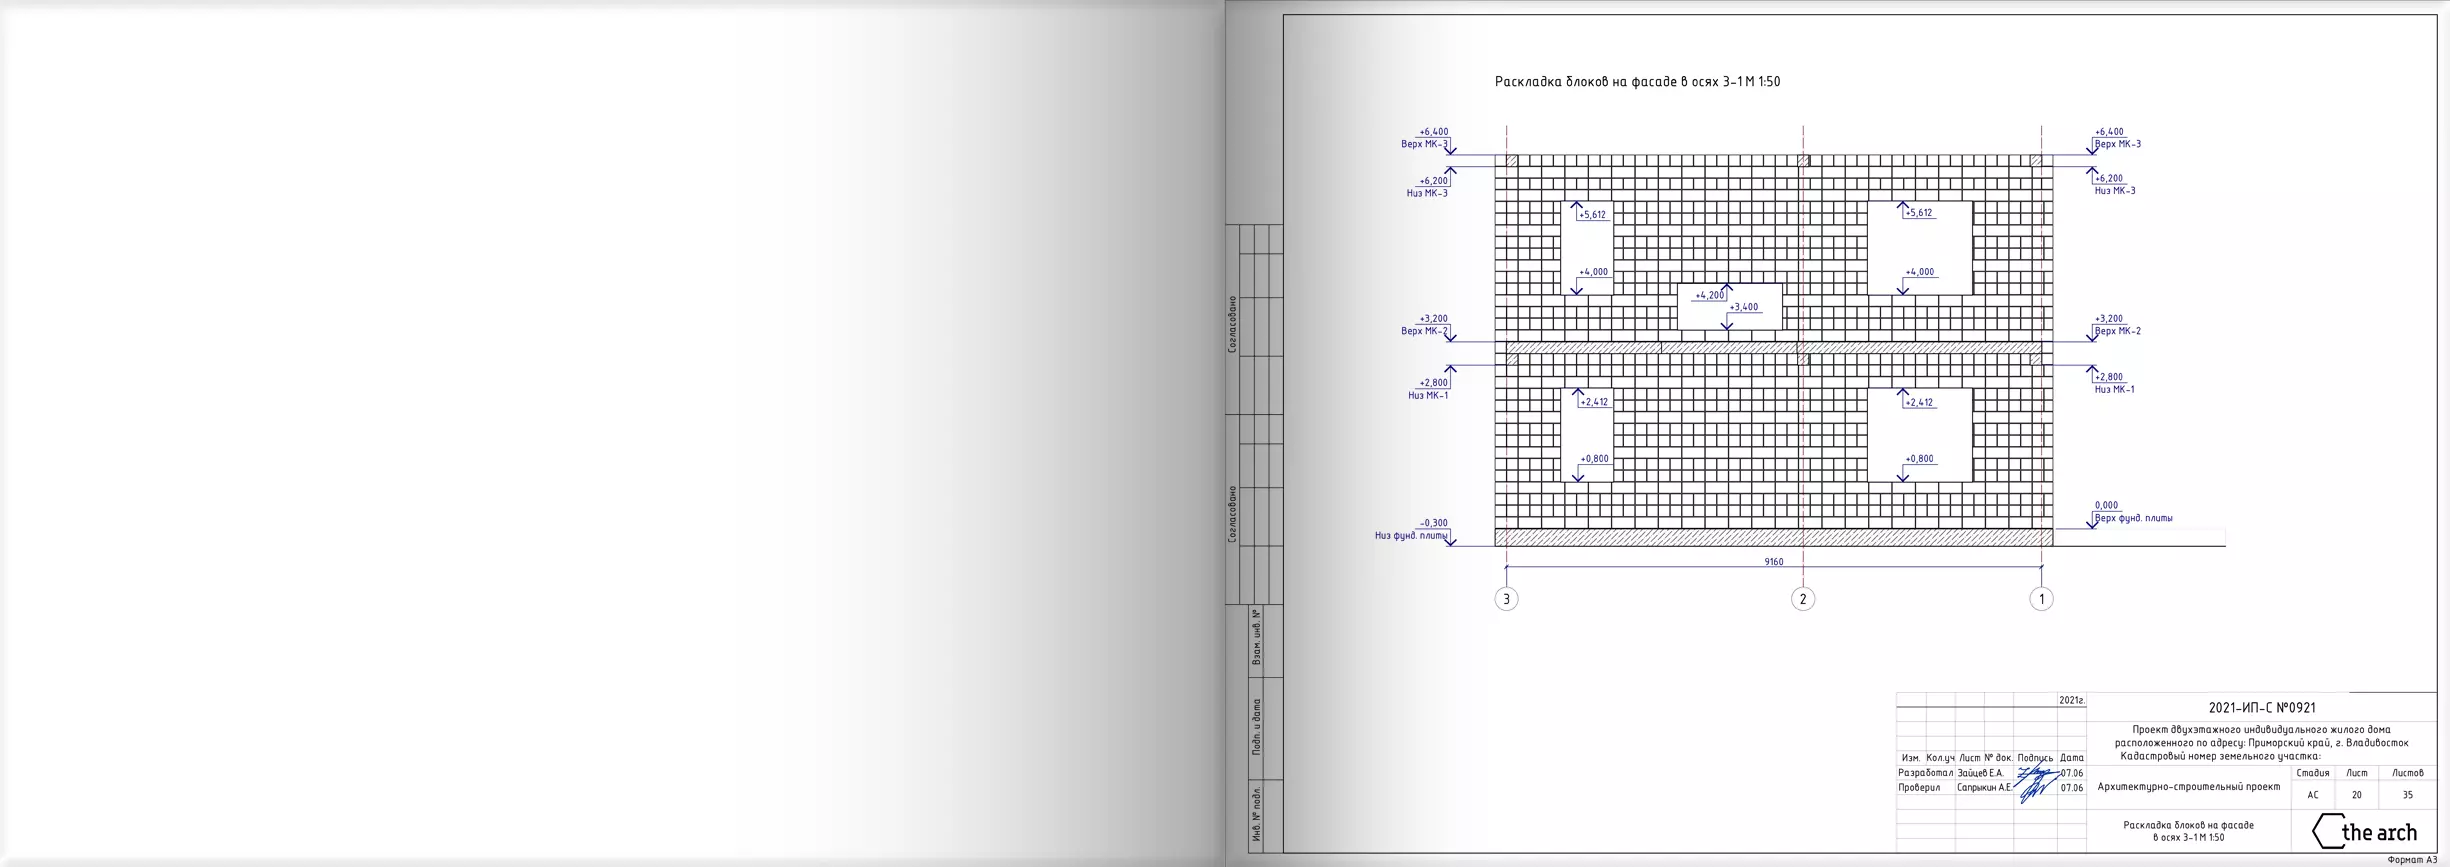 Раскладка блоков на фасаде в осях 3-1 М 1:50
+6,400
Верх МК-3
+6,200
Низ МК-3
+3,200
Верх МК-2
+2,800
Низ МК-1
-0,300
Низ фунд. плиты
+5,612
+4,000
+4,200
+3,400
+5,612
+4,000
+2,412
+0,800
+2,412
+0,800
+6,400
Верх МК-3
+6,200
Низ МК-3
+3,200
Верх МК-2
+2,800
Низ МК-1
0,000
Верх фунд. плиты
9160
3
2
1
Согласовано
Согласовано
Взам. инв. №
Подп. и дата
Инв. № подл.
2021г.
2021-ИП-С №0921
Проект двухэтажного индивидуального жилого дома
расположенного по адресу: Приморский край, г. Владивосток
Кадастровый номер земельного участка:
Изм. Кол.уч Лист № док. Подпись Дата
Разработал Зайцев Е.А. 07.06
Проверил Сапрыкин А.Е. 07.06
Архитектурно-строительный проект
Стадия Лист Листов
АС 20 35
Раскладка блоков на фасаде
в осях 3-1 М 1:50
the arch
Формат А3